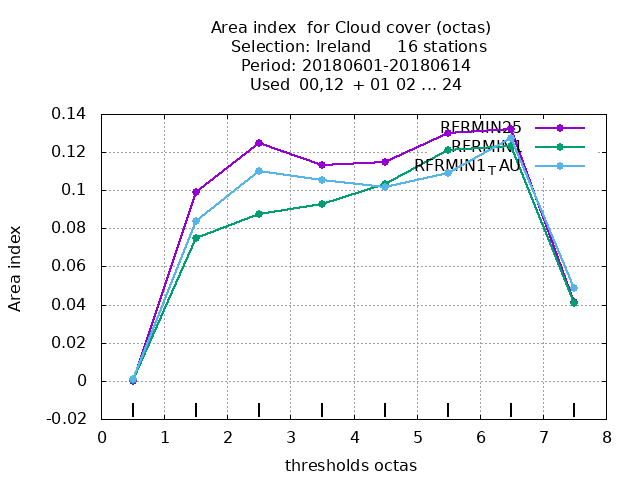 Area index  for Cloud cover (octas)
Selection: Ireland     16 stations
Period: 20180601-20180614
Used  00,12  + 01 02 ... 24
0.14
0.12
0.1
0.08
0.06
0.04
0.02
0
-0.02
Area index
RFRMIN25
RFRMIN1
RFRMIN1TAU
0 1 2 3 4 5 6 7 8
thresholds octas